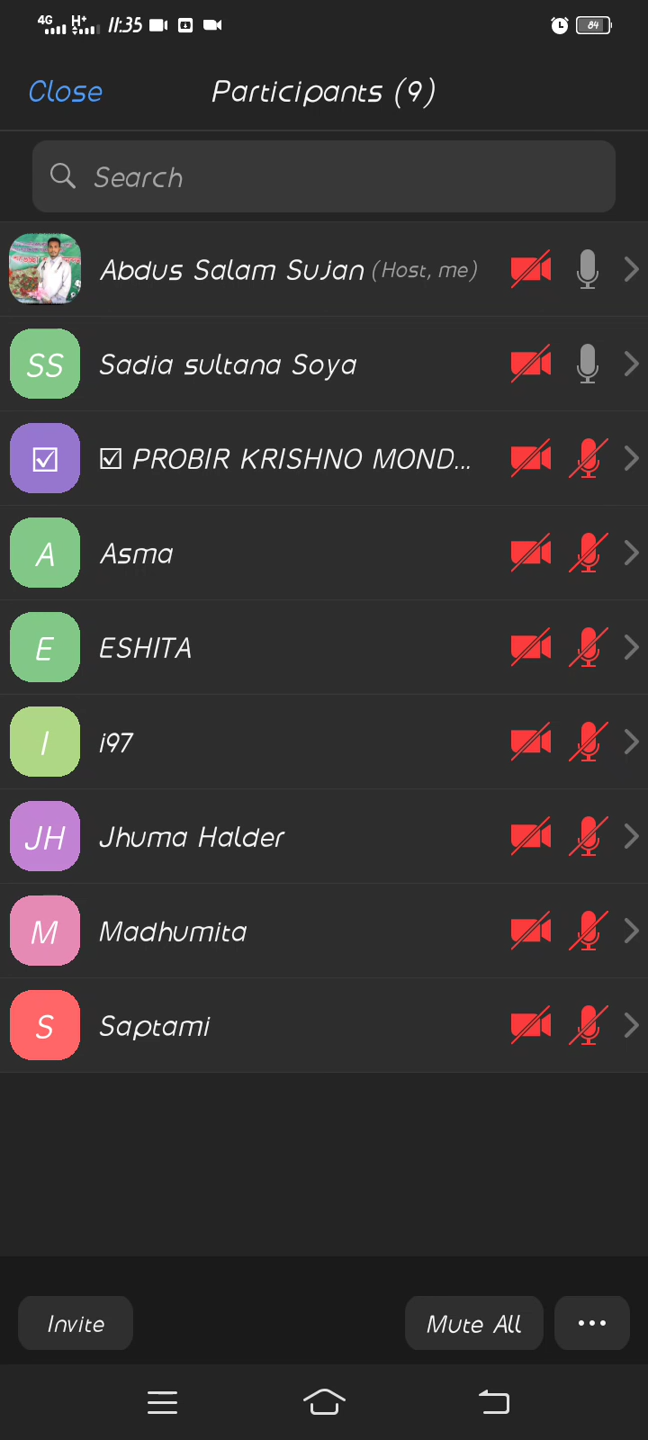 4G H+ 11:35 84
Close Participants (9)
Search
Abdus Salam Sujan (Host, me)
SS Sadia sultana Soya
☑ ☑ PROBIR KRISHNO MOND...
A Asma
E ESHITA
I i97
JH Jhuma Halder
M Madhumita
S Saptami
Invite Mute All ...